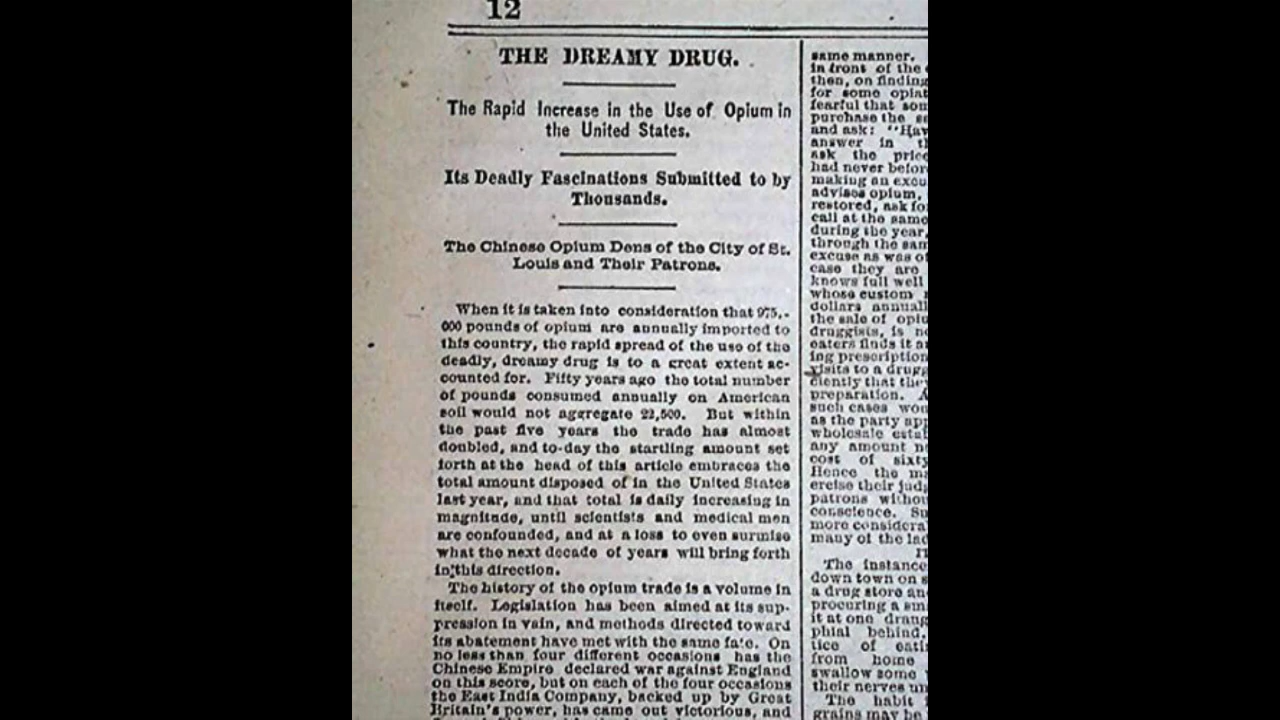 12
THE DREAMY DRUG.
The Rapid Increase in the Use of Opium in
the United States.
Its Deadly Fascinations Submitted to by
Thousands.
The Chinese Opium Dens of the City of St.
Louis and Their Patrons.
When it is taken into consideration that 975,-
000 pounds of opium are annually imported to
this country, the rapid spread of the use of the
deadly, dreamy drug is to a great extent ac-
counted for. Fifty years ago the total number
of pounds consumed annually on American
soil would not aggregate 22,500. But within
the past five years the trade has almost
doubled, and to-day the startling amount set
forth at the head of this article embraces the
total amount disposed of in the United States
last year, and that total is daily increasing in
magnitude, until scientists and medical men
are confounded, and at a loss to even surmise
what the next decade of years will bring forth
in this direction.
The history of the opium trade is a volume in
itself. Legislation has been aimed at its sup-
pression in vain, and methods directed toward
its abatement have met with the same fate. On
no less than four different occasions has the
Chinese Empire declared war against England
on this score, but on each of the four occasions
the East India Company, backed up by Great
Britain's power, has came out victorious, and
same manner.
in front of the
then, on finding
for some opiat
fearful that som
purchase the
and ask: "Hav
answer in t
ask the price
had never befor
making an excu
advises opium,
restored, ask fo
call at the same
during the year,
through the sam
excuse as was of
case they are
knows full well
whose custom
dollars annuall
the sale of opiu
druggists, is n
eaters finds it
ing prescription
visits to a drug
ciently that the
preparation. A
such cases wou
as the party app
wholesale estab
any amount n
cost of sixty
Hence the ma
ercise their jud
patrons withou
conscience. Su
more considera
many of the lad
The instance
down town on s
a drug store an
procuring a sm
it at one draug
phial behind.
tice of eati
from home
swallow some
their nerves un
The habit
grains may be